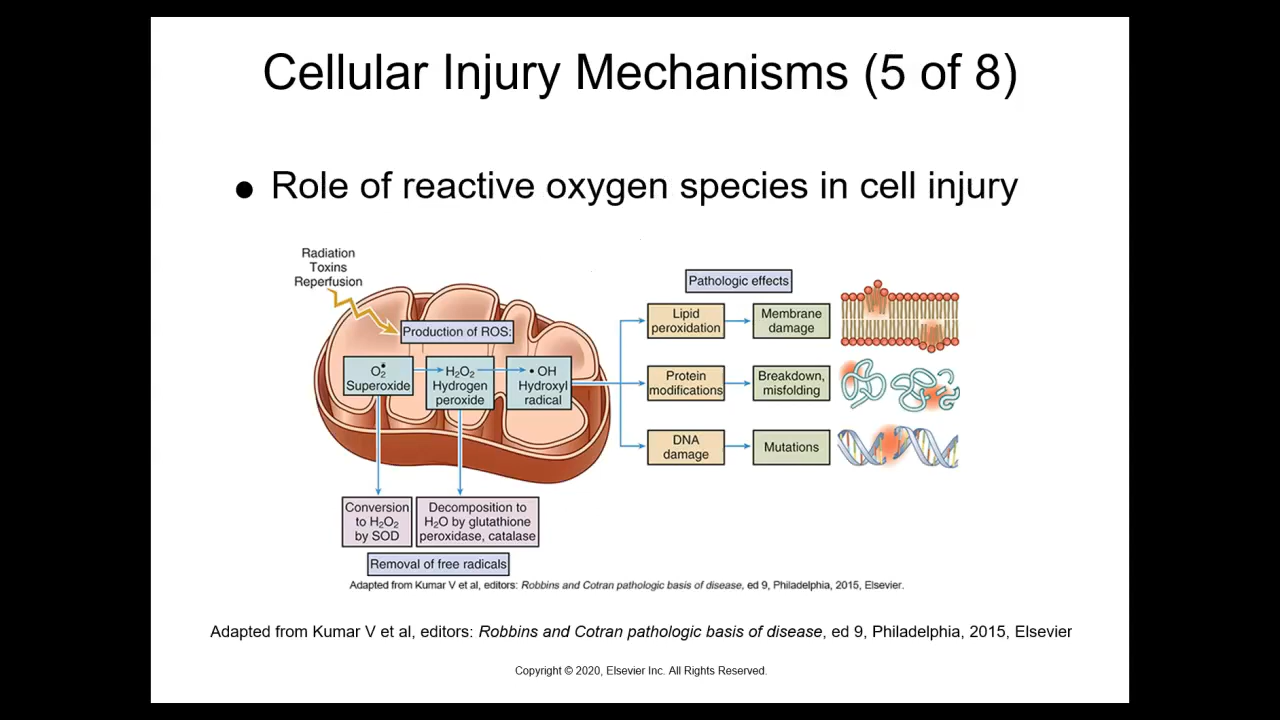 Cellular Injury Mechanisms (5 of 8)
● Role of reactive oxygen species in cell injury
Radiation
Toxins
Reperfusion
Production of ROS:
O₂•
Superoxide
H₂O₂
Hydrogen
peroxide
• OH
Hydroxyl
radical
Conversion
to H₂O₂
by SOD
Decomposition to
H₂O by glutathione
peroxidase, catalase
Removal of free radicals
Pathologic effects
Lipid
peroxidation
Membrane
damage
Protein
modifications
Breakdown,
misfolding
DNA
damage
Mutations
Adapted from Kumar V et al, editors: Robbins and Cotran pathologic basis of disease, ed 9, Philadelphia, 2015, Elsevier.
Adapted from Kumar V et al, editors: Robbins and Cotran pathologic basis of disease, ed 9, Philadelphia, 2015, Elsevier
Copyright © 2020, Elsevier Inc. All Rights Reserved.